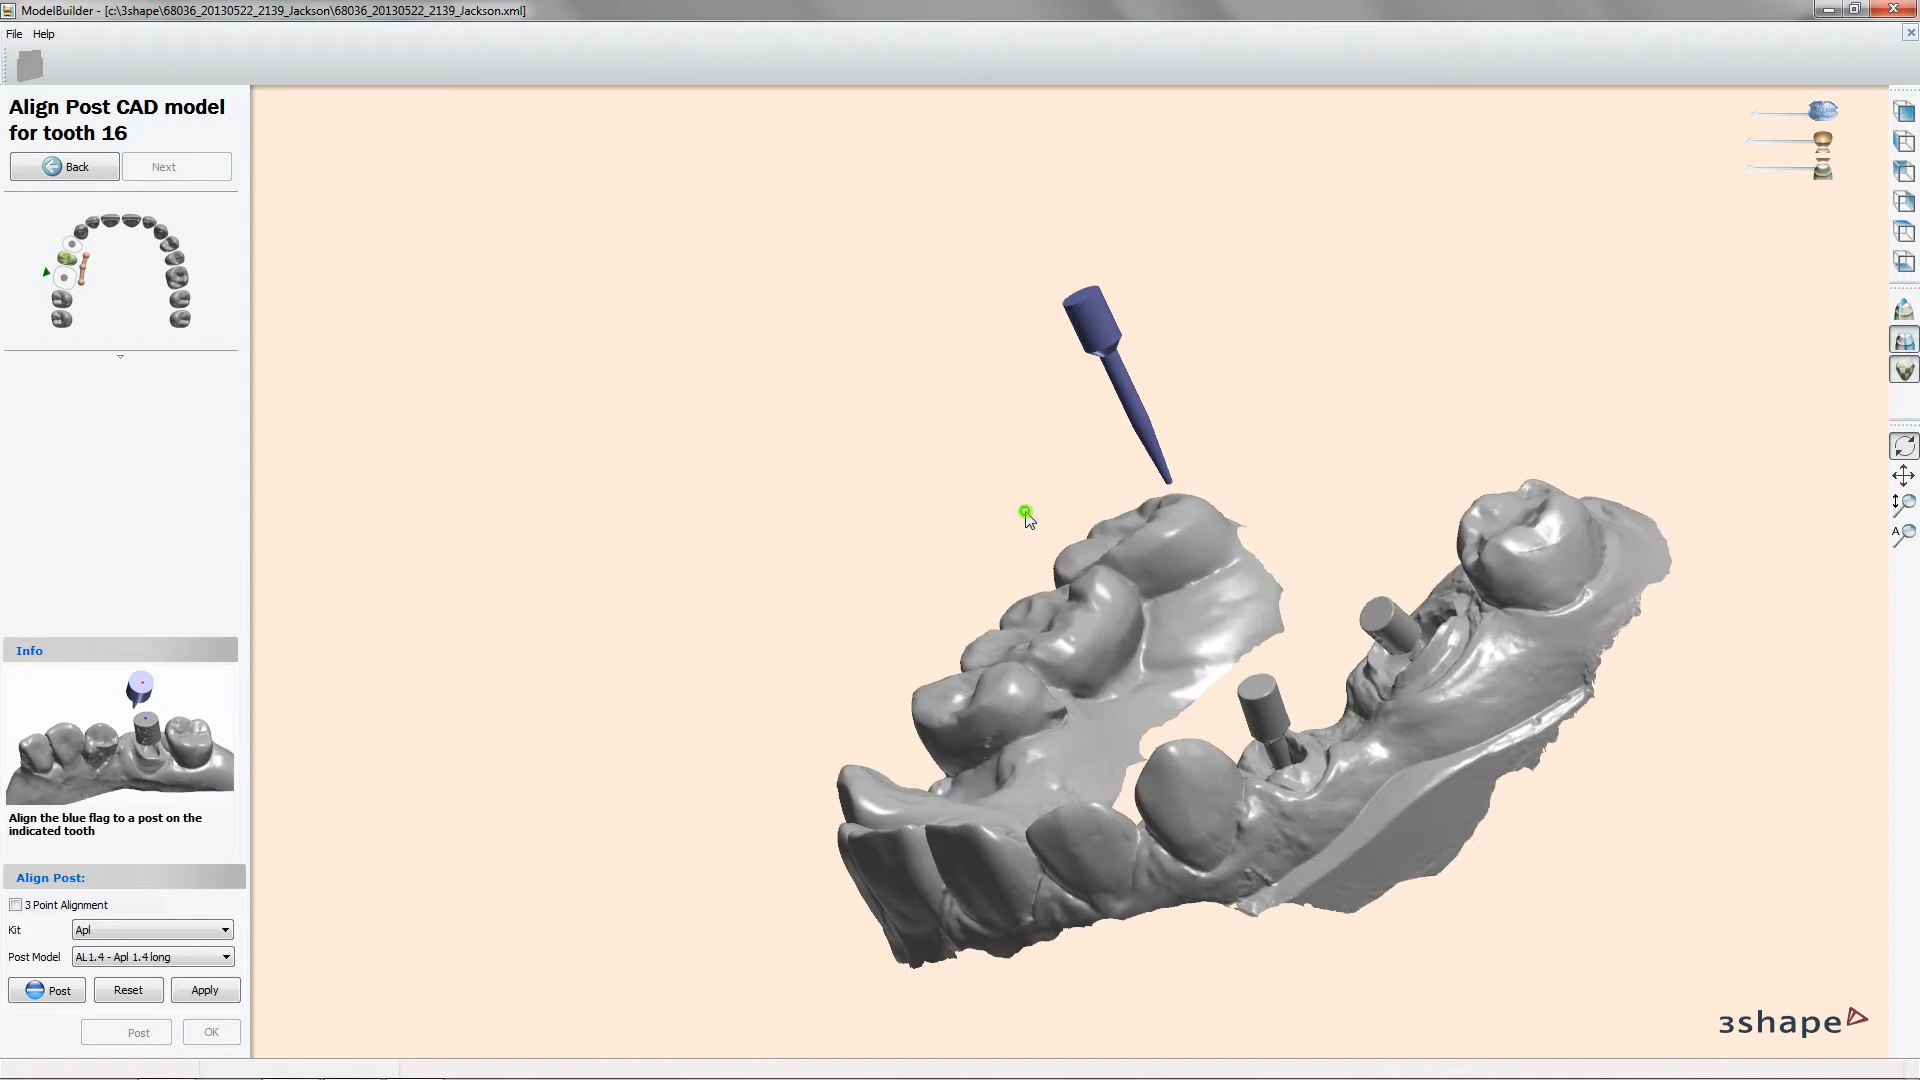 ModelBuilder - [c:\3shape\68036_20130522_2139_Jackson\68036_20130522_2139_Jackson.xml]
File Help
Align Post CAD model
for tooth 16
Back Next
Info
Align the blue flag to a post on the
indicated tooth
Align Post:
3 Point Alignment
Kit Apl
Post Model AL1.4 - Apl 1.4 long
Post Reset Apply
Post OK
A
3shape